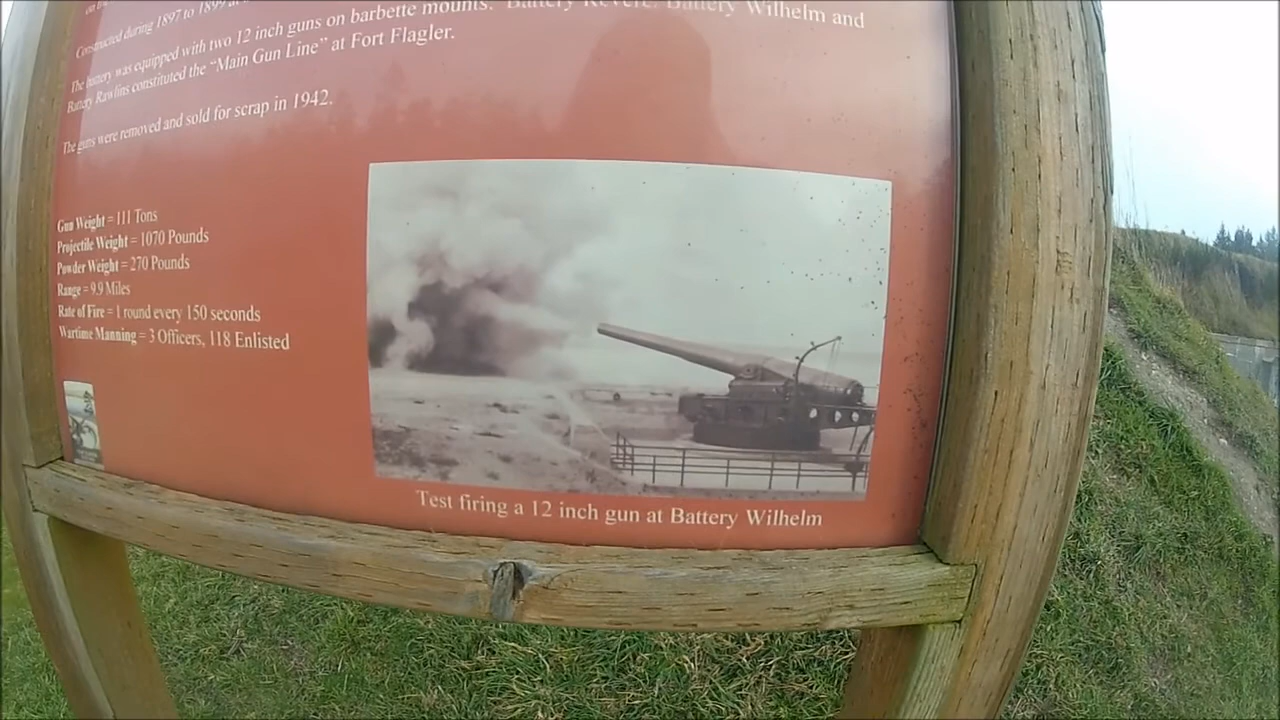 Constructed during 1897 to 1899 at
The battery was equipped with two 12 inch guns on barbette mounts. Battery Revere, Battery Wilhelm and
Battery Rawlins constituted the “Main Gun Line” at Fort Flagler.
The guns were removed and sold for scrap in 1942.
Gun Weight = 111 Tons
Projectile Weight = 1070 Pounds
Powder Weight = 270 Pounds
Range = 9.9 Miles
Rate of Fire = 1 round every 150 seconds
Wartime Manning = 3 Officers, 118 Enlisted
Test firing a 12 inch gun at Battery Wilhelm